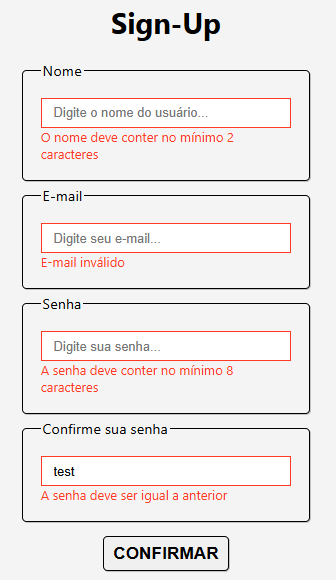 Sign-Up
Nome
Digite o nome do usuário...
O nome deve conter no mínimo 2
caracteres
E-mail
Digite seu e-mail...
E-mail inválido
Senha
Digite sua senha...
A senha deve conter no mínimo 8
caracteres
Confirme sua senha
test
A senha deve ser igual a anterior
CONFIRMAR